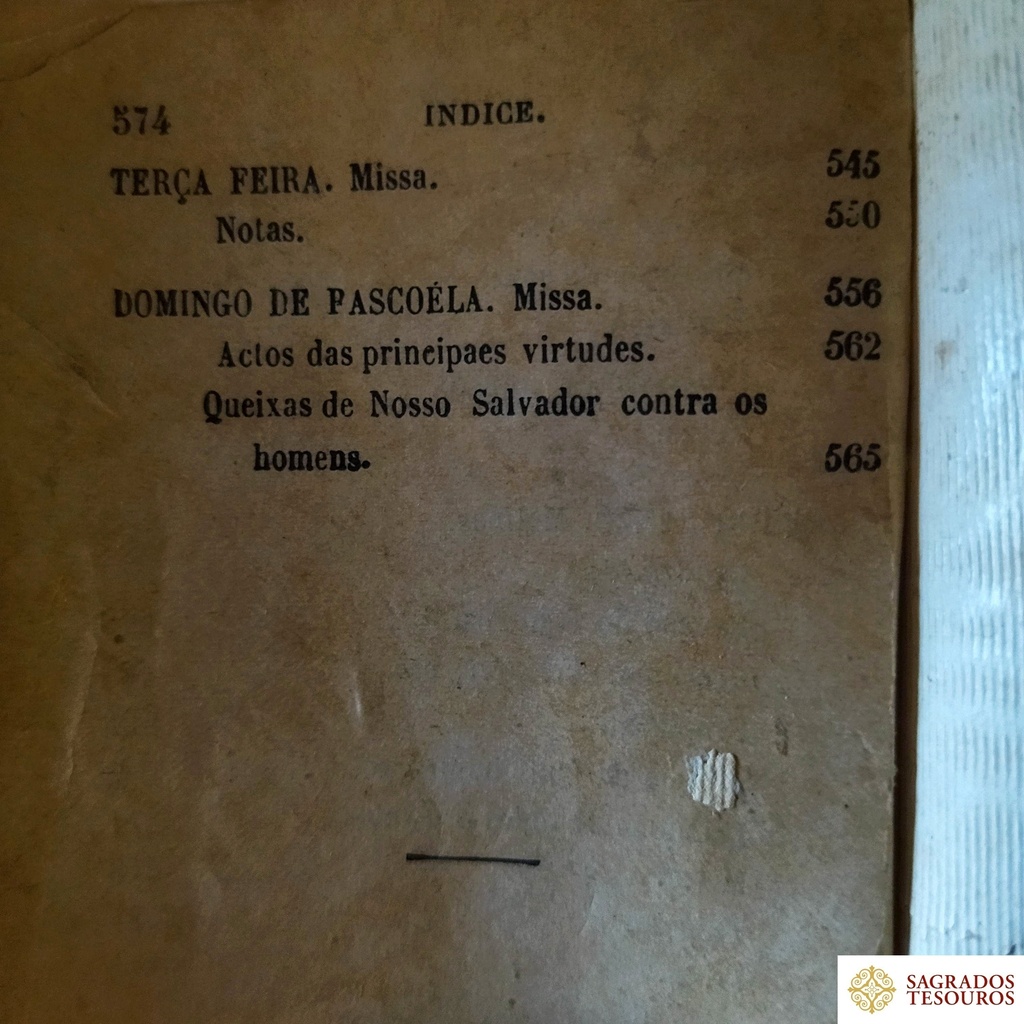 574 INDICE.
TERÇA FEIRA. Missa. 545
Notas. 550
DOMINGO DE PASCOÉLA. Missa. 556
Actos das principaes virtudes. 562
Queixas de Nosso Salvador contra os
homens. 565
SAGRADOS
TESOUROS